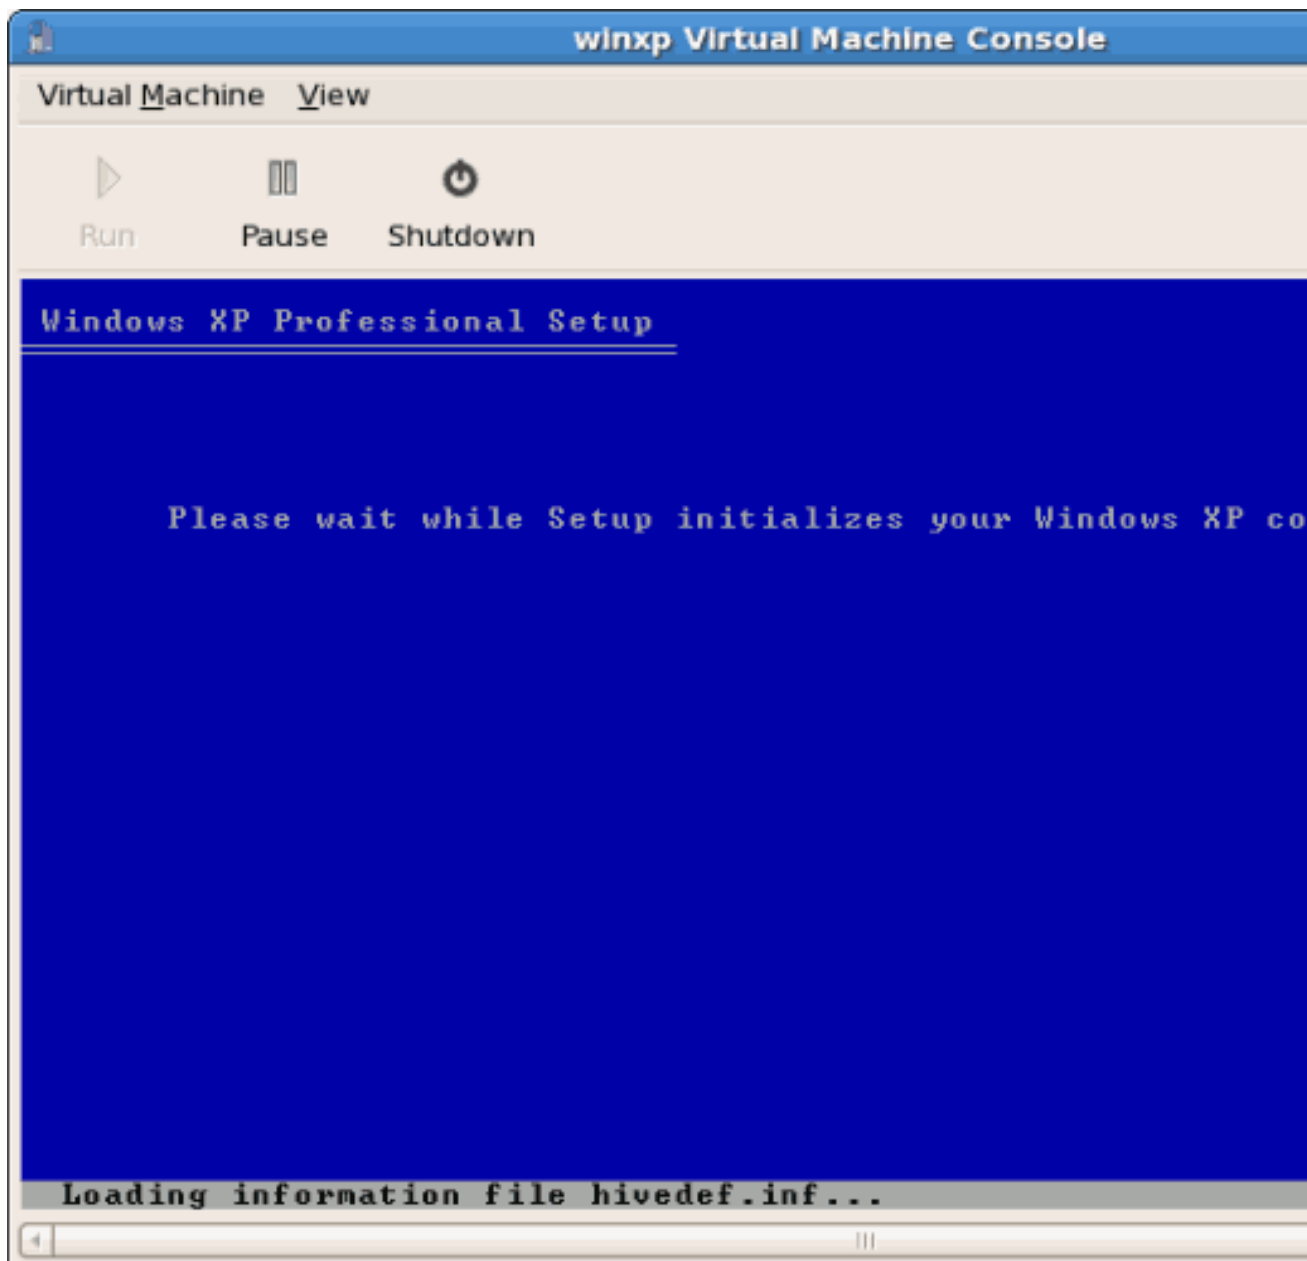 winxp Virtual Machine Console
Virtual Machine View
Run Pause Shutdown
Windows XP Professional Setup
Please wait while Setup initializes your Windows XP co
Loading information file hivedef.inf...